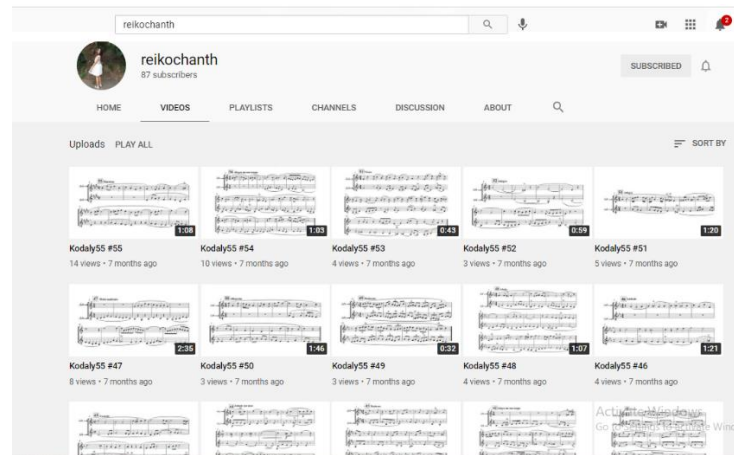 reikochanth
2
reikochanth
87 subscribers
SUBSCRIBED
HOME VIDEOS PLAYLISTS CHANNELS DISCUSSION ABOUT
Uploads PLAY ALL
SORT BY
1:08 1:03 0:43 0:59 1:20
Kodaly55 #55 Kodaly55 #54 Kodaly55 #53 Kodaly55 #52 Kodaly55 #51
14 views • 7 months ago 10 views • 7 months ago 4 views • 7 months ago 3 views • 7 months ago 5 views • 7 months ago
2:35 1:46 0:32 1:07 1:21
Kodaly55 #47 Kodaly55 #50 Kodaly55 #49 Kodaly55 #48 Kodaly55 #46
8 views • 7 months ago 3 views • 7 months ago 3 views • 7 months ago 4 views • 7 months ago 4 views • 7 months ago
Activate Windows